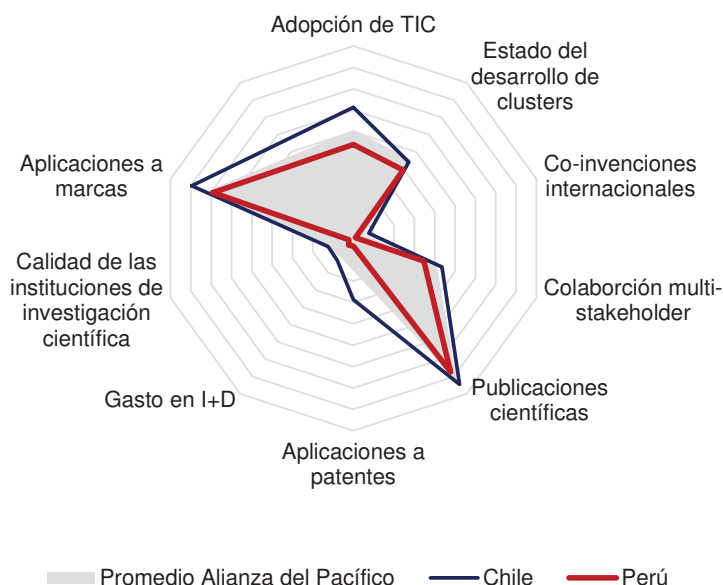 Adopción de TIC
Estado del
desarrollo de
clusters
Co-invenciones
internacionales
Colaborción multi-
stakeholder
Publicaciones
científicas
Aplicaciones a
patentes
Gasto en I+D
Calidad de las
instituciones de
investigación
científica
Aplicaciones a
marcas
Promedio Alianza del Pacífico
Chile
Perú